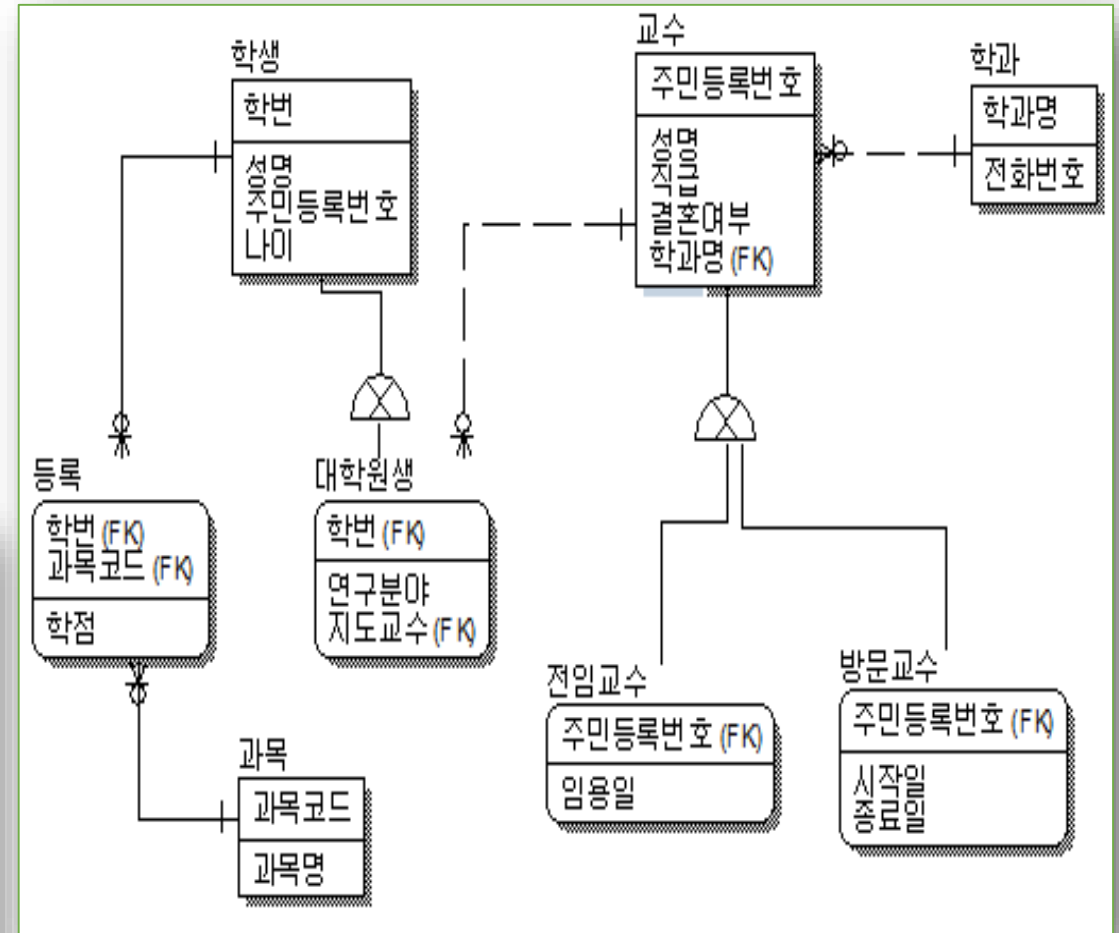 학생
학번
성명
주민등록번호
나이
교수
주민등록번호
성명
직급
결혼여부
학과명 (FK)
학과
학과명
전화번호
등록
학번 (FK)
과목코드 (FK)
학점
대학원생
학번 (FK)
연구분야
지도교수 (FK)
과목
과목코드
과목명
전임교수
주민등록번호 (FK)
임용일
방문교수
주민등록번호 (FK)
시작일
종료일